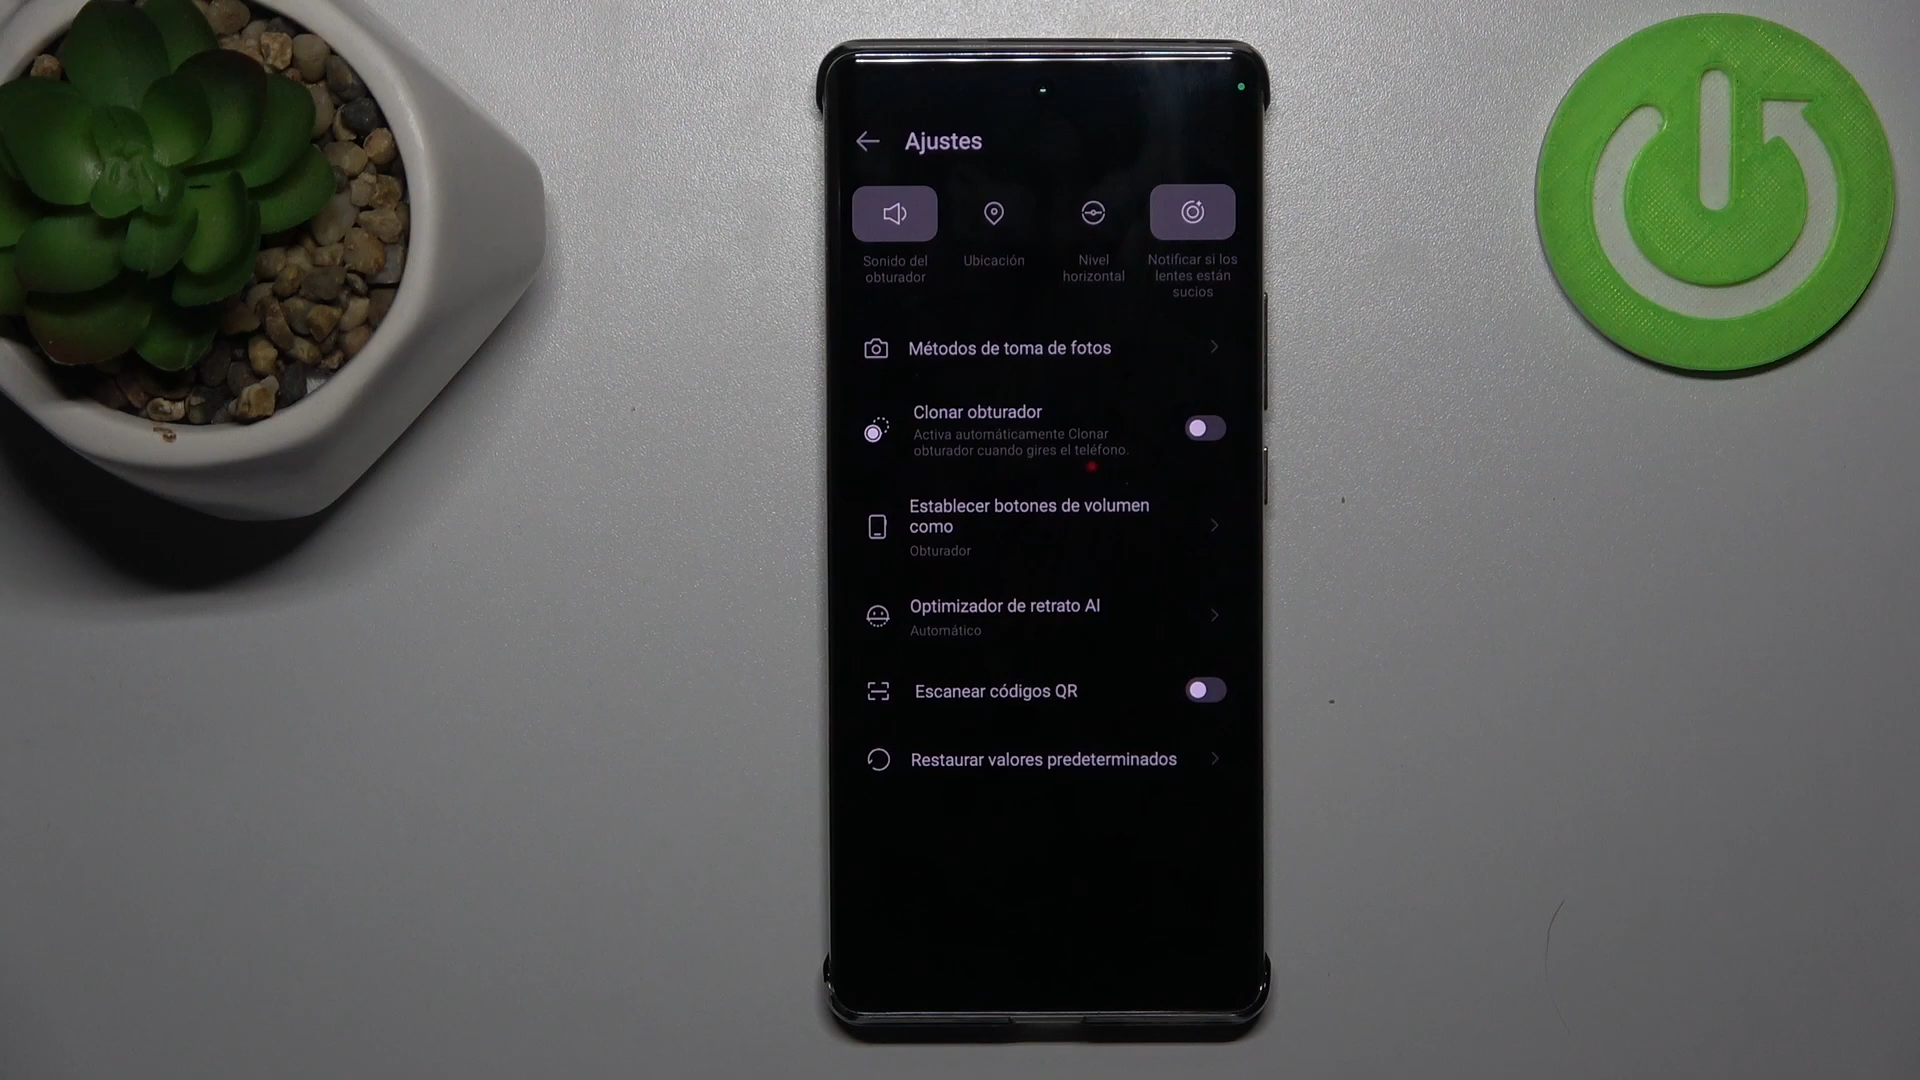 Ajustes
Sonido del
obturador
Ubicación
Nivel
horizontal
Notificar si los
lentes están
sucios
Métodos de toma de fotos
Clonar obturador
Activa automáticamente Clonar
obturador cuando gires el teléfono.
Establecer botones de volumen
como
Obturador
Optimizador de retrato AI
Automático
Escanear códigos QR
Restaurar valores predeterminados